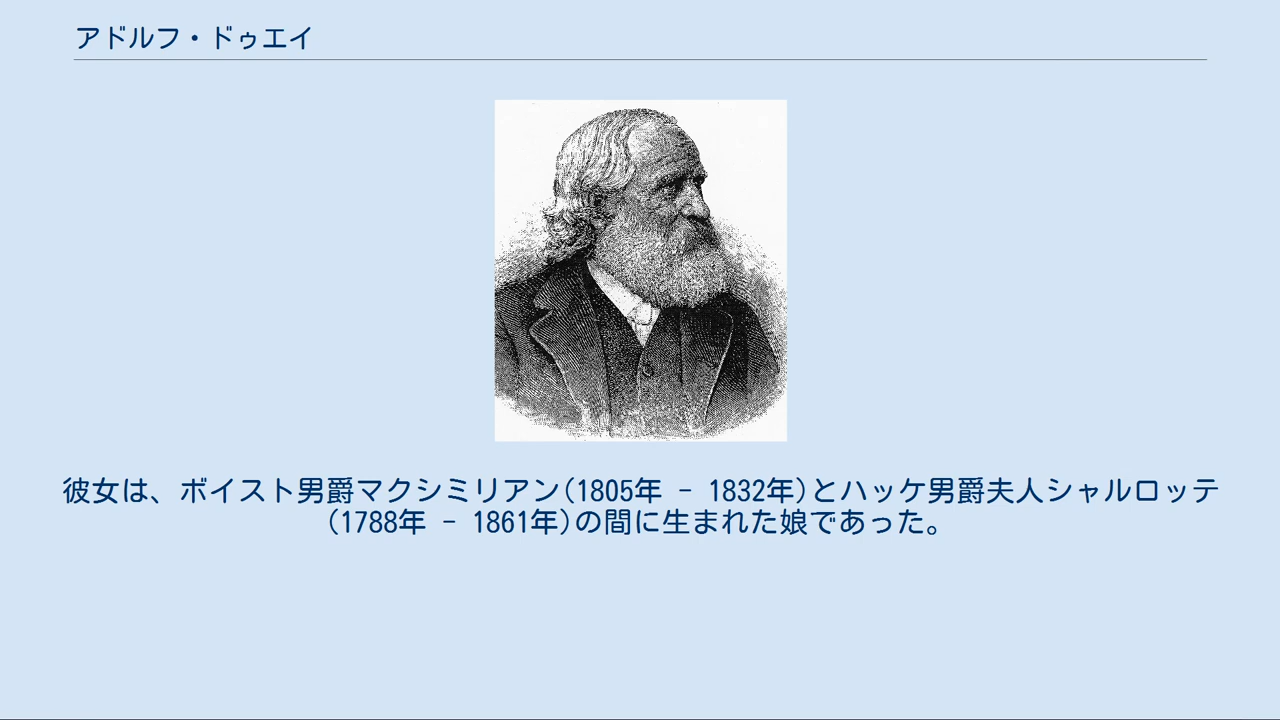 アドルフ・ドゥエイ
彼女は、ボイスト男爵マクシミリアン(1805年 - 1832年)とハッケ男爵夫人シャルロッテ
(1788年 - 1861年)の間に生まれた娘であった。